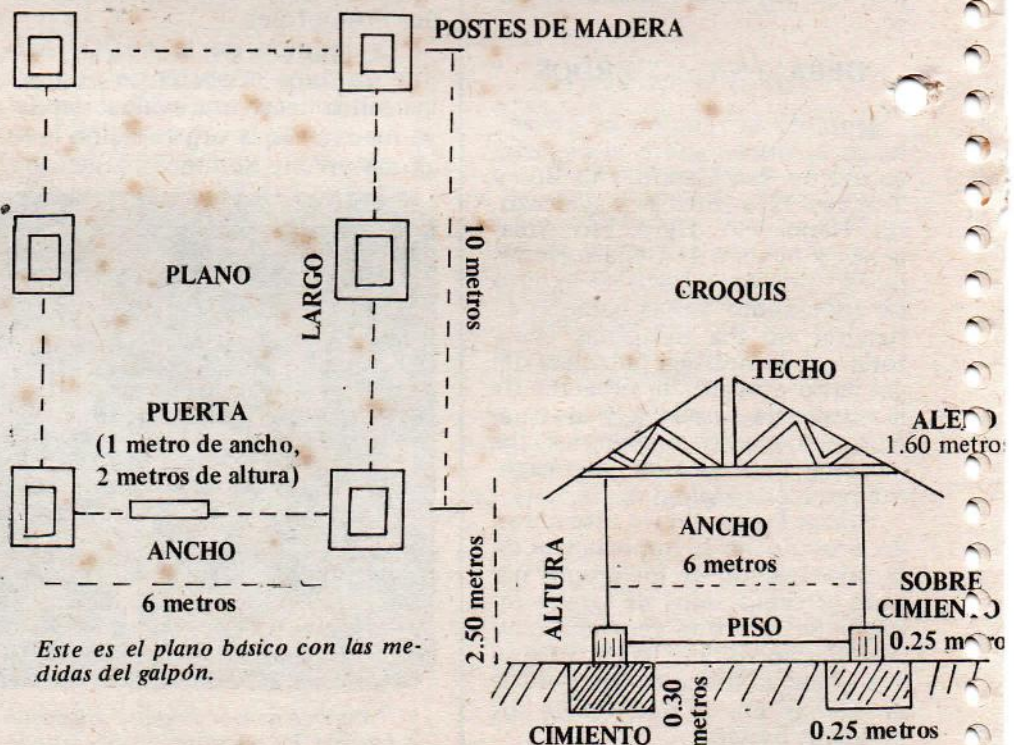 POSTES DE MADERA
PLANO
LARGO
10 metros
PUERTA
(1 metro de ancho,
2 metros de altura)
ANCHO
6 metros
Este es el plano básico con las me-
didas del galpón.
CROQUIS
TECHO
1.60 metro
ALTURA
2.50 metros
ANCHO
6 metros
PISO
SOBRE
0.25
CIMIENTO
0.30
metros
0.25 metros